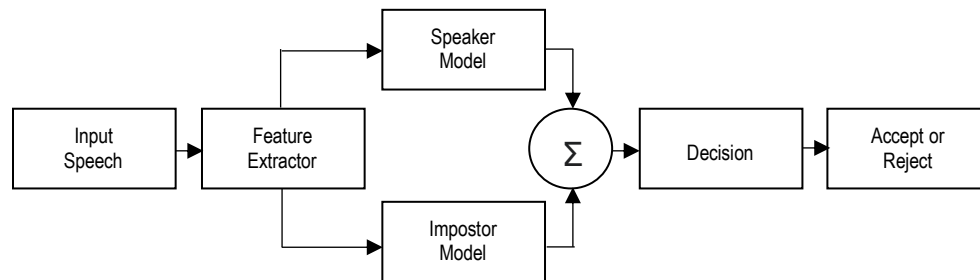 Speaker
Model
Input
Speech
Feature
Extractor
Σ
Decision
Accept or
Reject
Impostor
Model